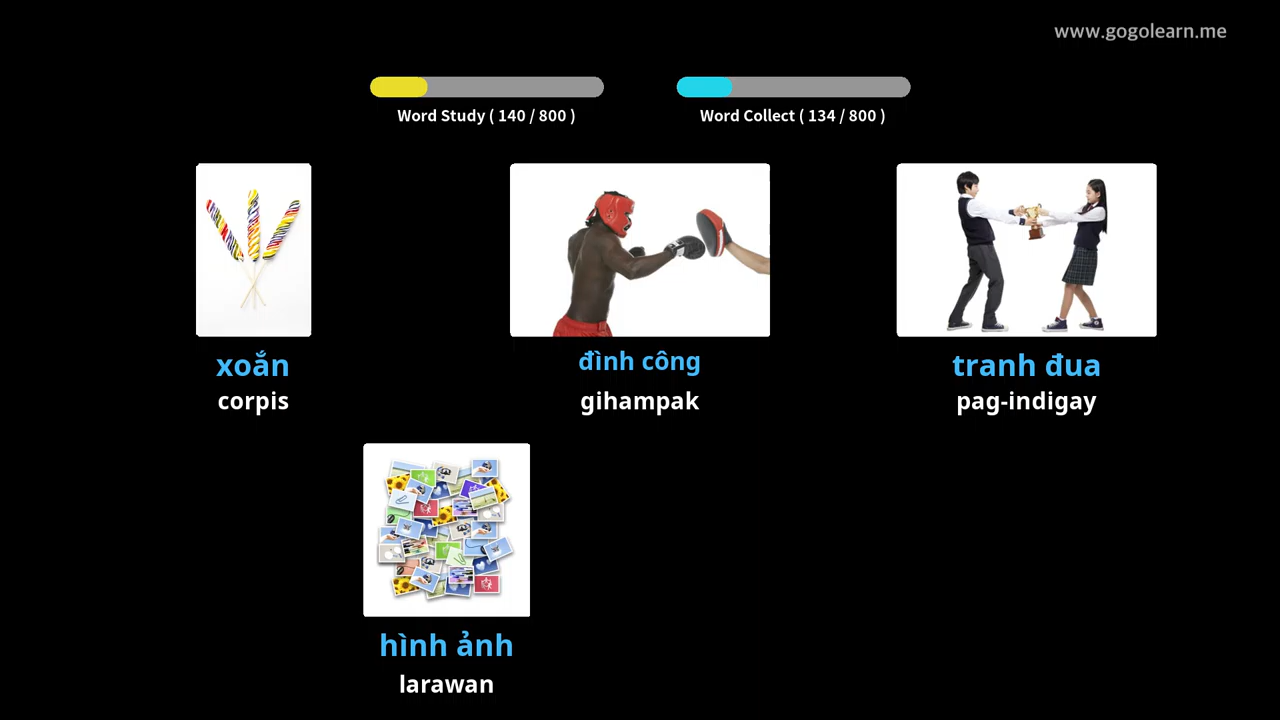 www.gogolearn.me
Word Study ( 140 / 800 )
Word Collect ( 134 / 800 )
xoắn
corpis
đình công
gihampak
tranh đua
pag-indigay
hình ảnh
larawan